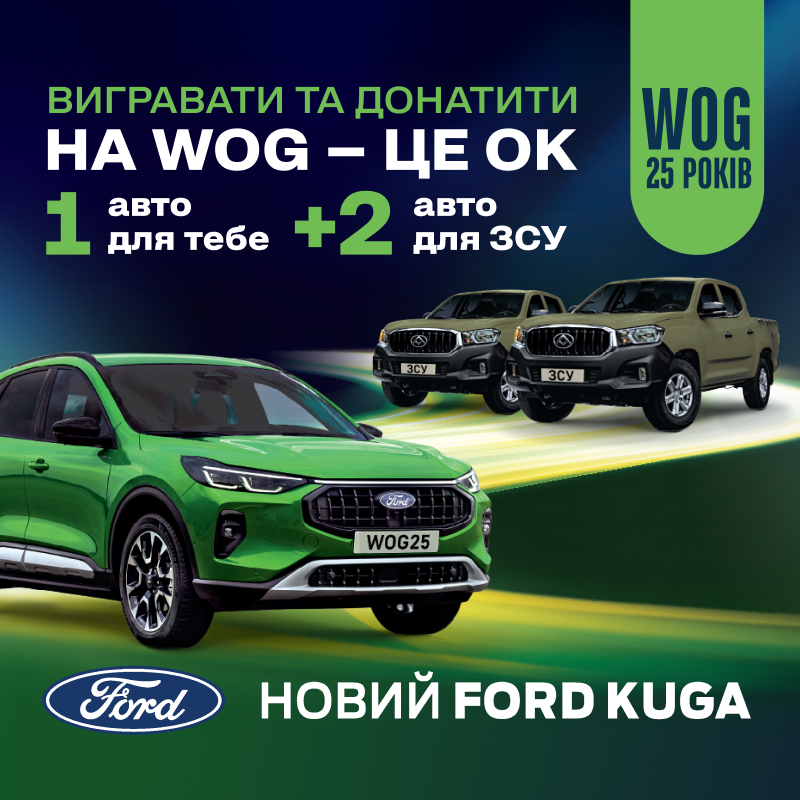 ВИГРАВАТИ ТА ДОНАТИТИ
НА WOG – ЦЕ ОК
1 авто для тебе +2 авто для ЗСУ
WOG
25 РОКІВ
ЗСУ
ЗСУ
Ford
WOG25
Ford
НОВИЙ FORD KUGA